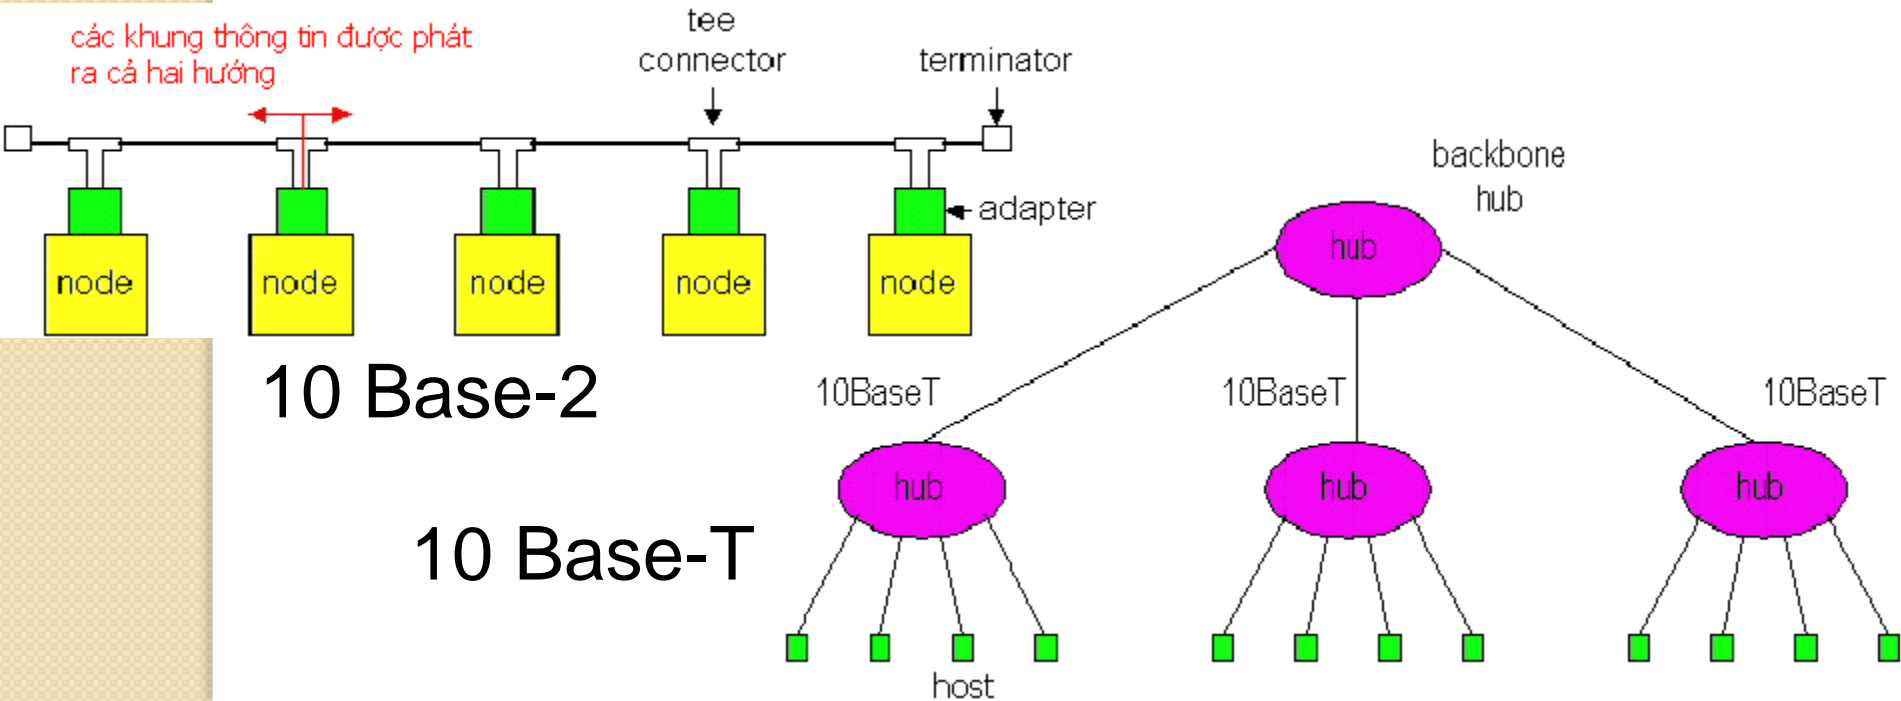 các khung thông tin được phát
ra cả hai hướng
tee
connector
terminator
adapter
node
node
node
node
node
10 Base-2
backbone
hub
hub
10BaseT
10BaseT
10BaseT
hub
hub
hub
10 Base-T
host